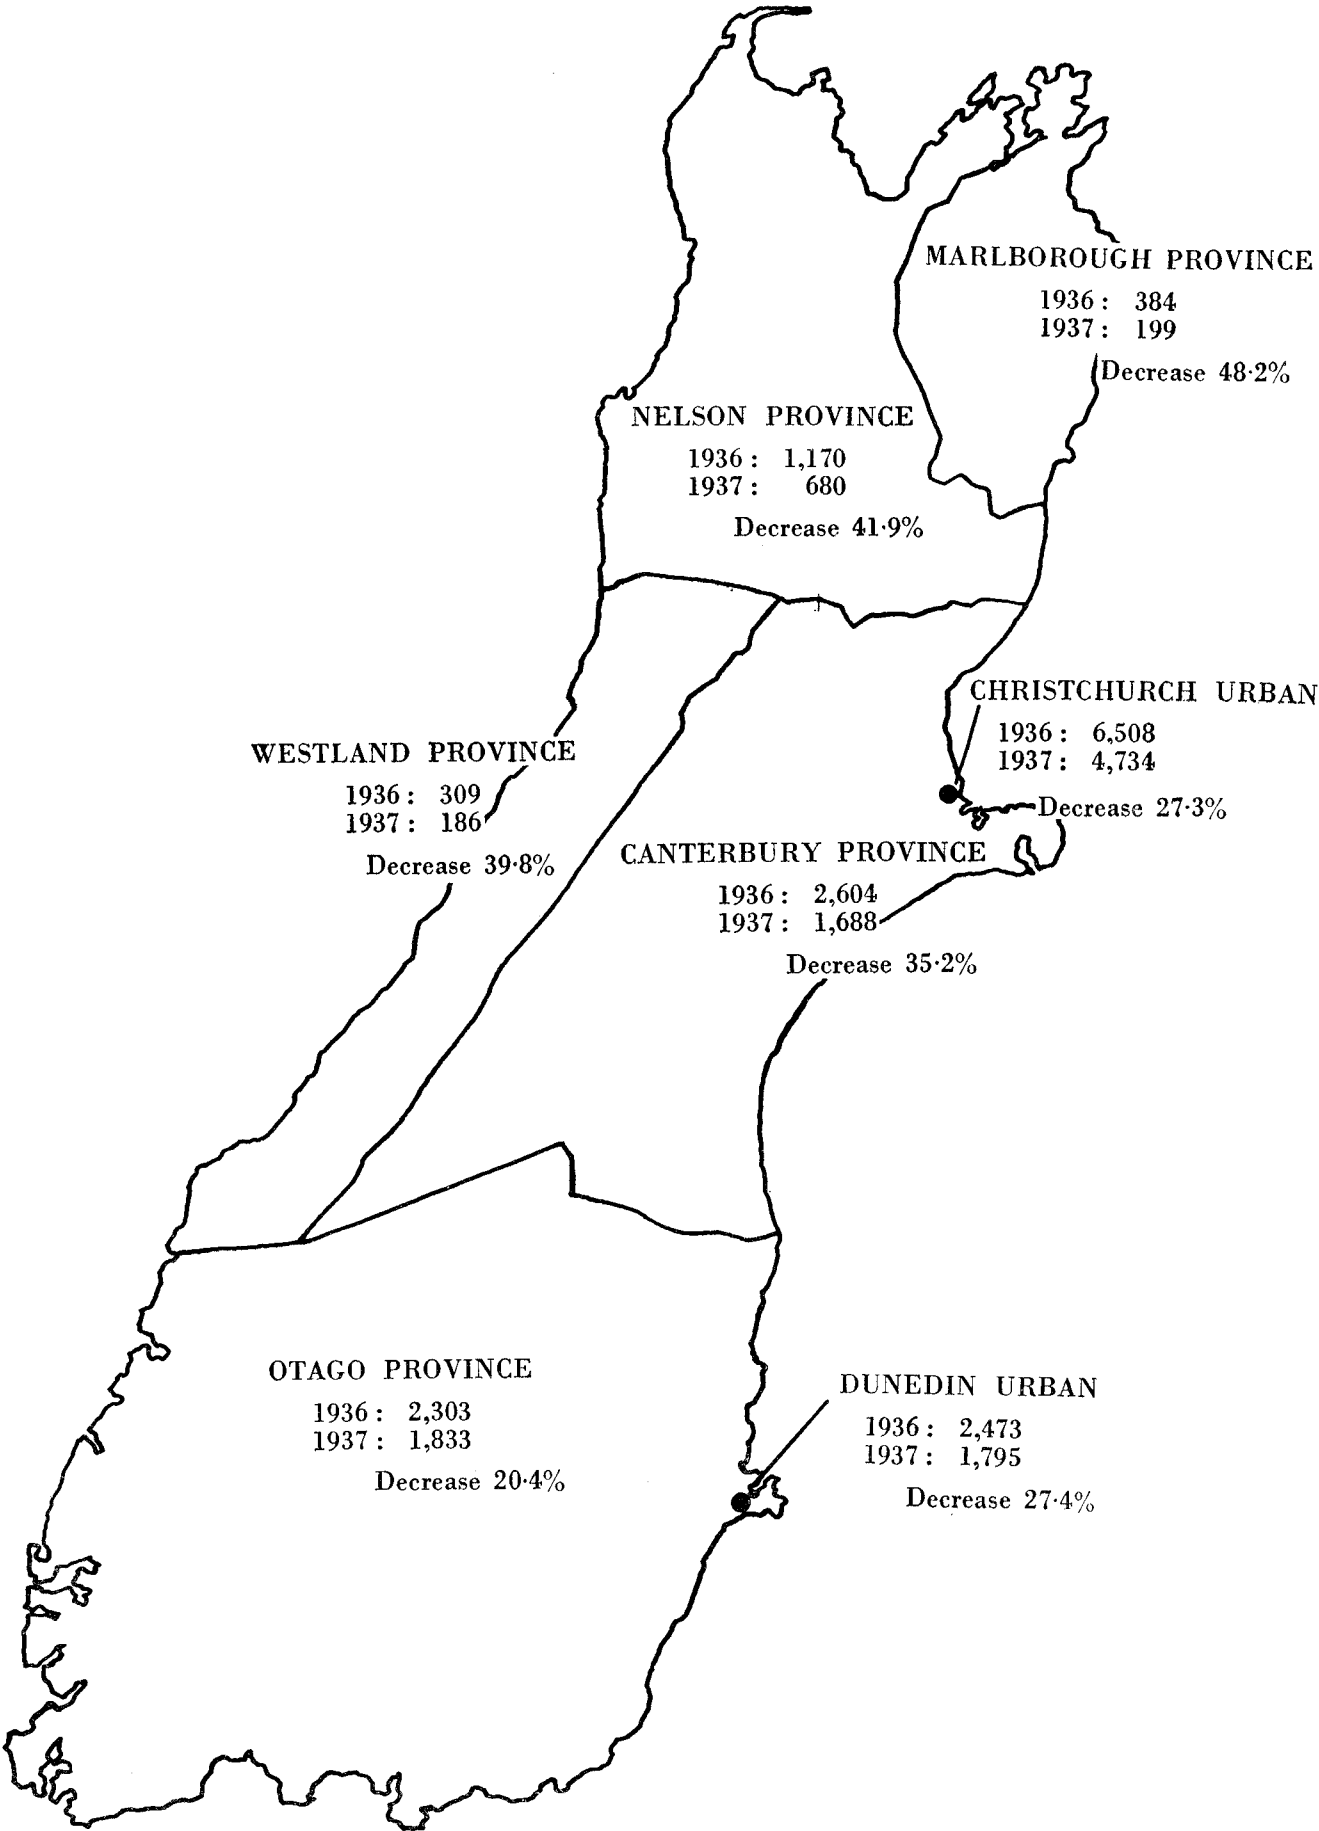 MARLBOROUGH PROVINCE
1936: 384
1937: 199
Decrease 48·2%
NELSON PROVINCE
1936: 1,170
1937: 680
Decrease 41·9%
CHRISTCHURCH URBAN
1936: 6,508
1937: 4,734
Decrease 27·3%
WESTLAND PROVINCE
1936: 309
1937: 186
Decrease 39·8%
CANTERBURY PROVINCE
1936: 2,604
1937: 1,688
Decrease 35·2%
OTAGO PROVINCE
1936: 2,303
1937: 1,833
Decrease 20·4%
DUNEDIN URBAN
1936: 2,473
1937: 1,795
Decrease 27·4%